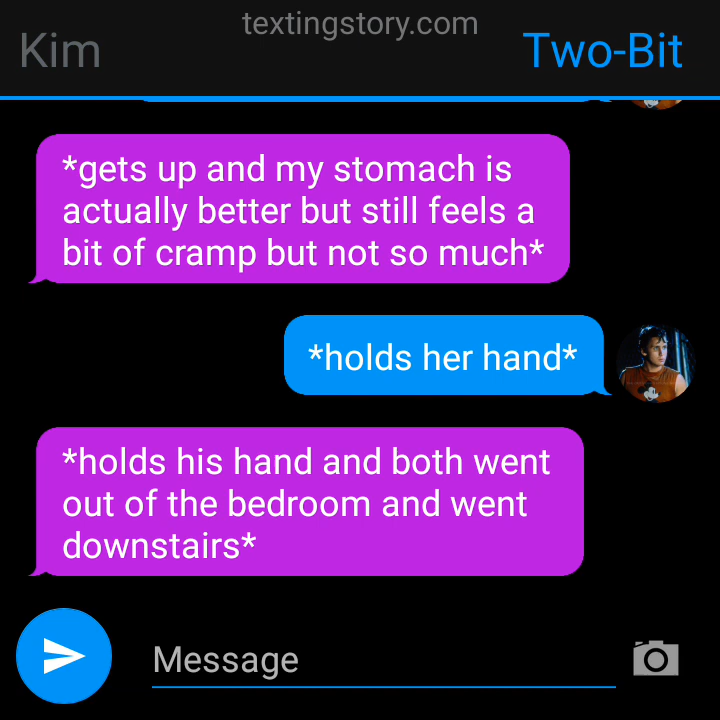 textingstory.com
Kim
Two-Bit
*gets up and my stomach is
actually better but still feels a
bit of cramp but not so much*
*holds her hand*
*holds his hand and both went
out of the bedroom and went
downstairs*
Message